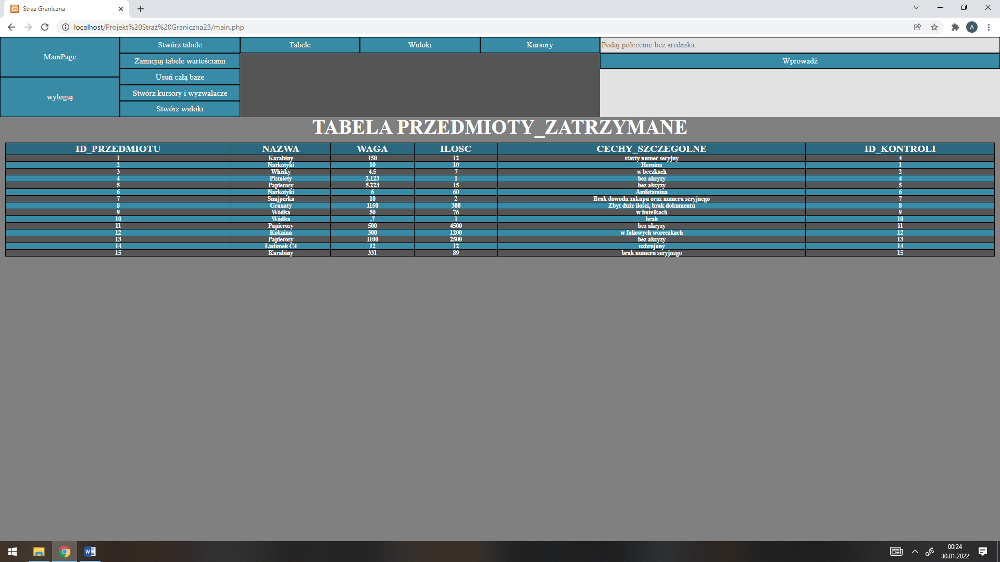 Straż Graniczna
localhost/Projekt%20Straż%20Graniczna23/main.php
A
MainPage
wyloguj
Stwórz tabele
Zainicjuj tabele wartościami
Usuń całą baze
Stwórz kursory i wyzwalacze
Stwórz widoki
Tabele
Widoki
Kursory
Podaj polecenie bez srednika...
Wprowadź
TABELA PRZEDMIOTY_ZATRZYMANE
ID_PRZEDMIOTU NAZWA WAGA ILOSC CECHY_SZCZEGOLNE ID_KONTROLI
1 Karabiny 150 12 starty numer seryjny 4
2 Narkotyki 10 10 Heroina 1
3 Whisky 4.5 7 w beczkach 2
4 Pistolety 2.123 1 bez akcyzy 4
5 Papierosy 5.223 15 bez akcyzy 5
6 Narkotyki 6 60 Amfetamina 6
7 Snajperka 10 2 Brak dowodu zakupu oraz numeru seryjnego 7
8 Granaty 1150 300 Zbyt duże ilości, brak dokumentu 8
9 Wódka 50 76 w butelkach 9
10 Wódka .7 1 brak 10
11 Papierosy 500 4500 bez akcyzy 11
12 Kokaina 300 1200 w foliowych woreczkach 12
13 Papierosy 1100 2500 bez akcyzy 13
14 Ładunek C4 12 12 uzbrojony 14
15 Karabiny 331 89 brak numeru seryjnego 15
00:24
30.01.2022